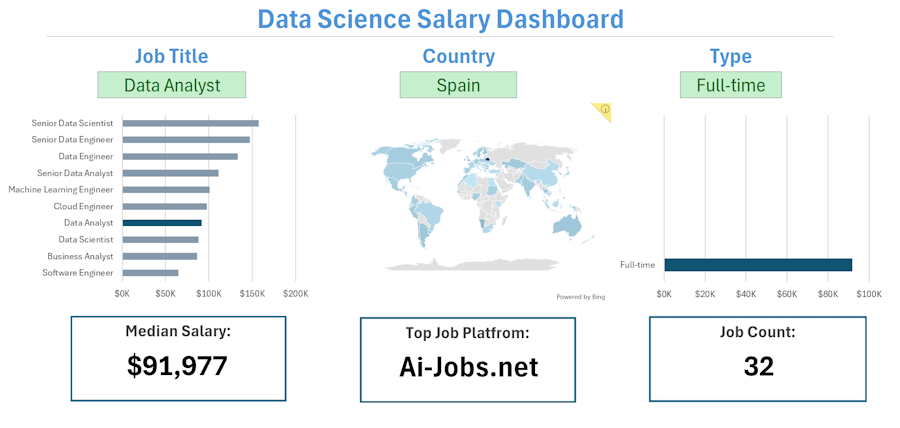 Data Science Salary Dashboard
Job Title
Data Analyst
Country
Spain
Type
Full-time
Senior Data Scientist
Senior Data Engineer
Data Engineer
Senior Data Analyst
Machine Learning Engineer
Cloud Engineer
Data Analyst
Data Scientist
Business Analyst
Software Engineer
$0K $50K $100K $150K $200K
Powered by Bing
Full-time
$0K $20K $40K $60K $80K $100K
Median Salary:
$91,977
Top Job Platfrom:
Ai-Jobs.net
Job Count:
32